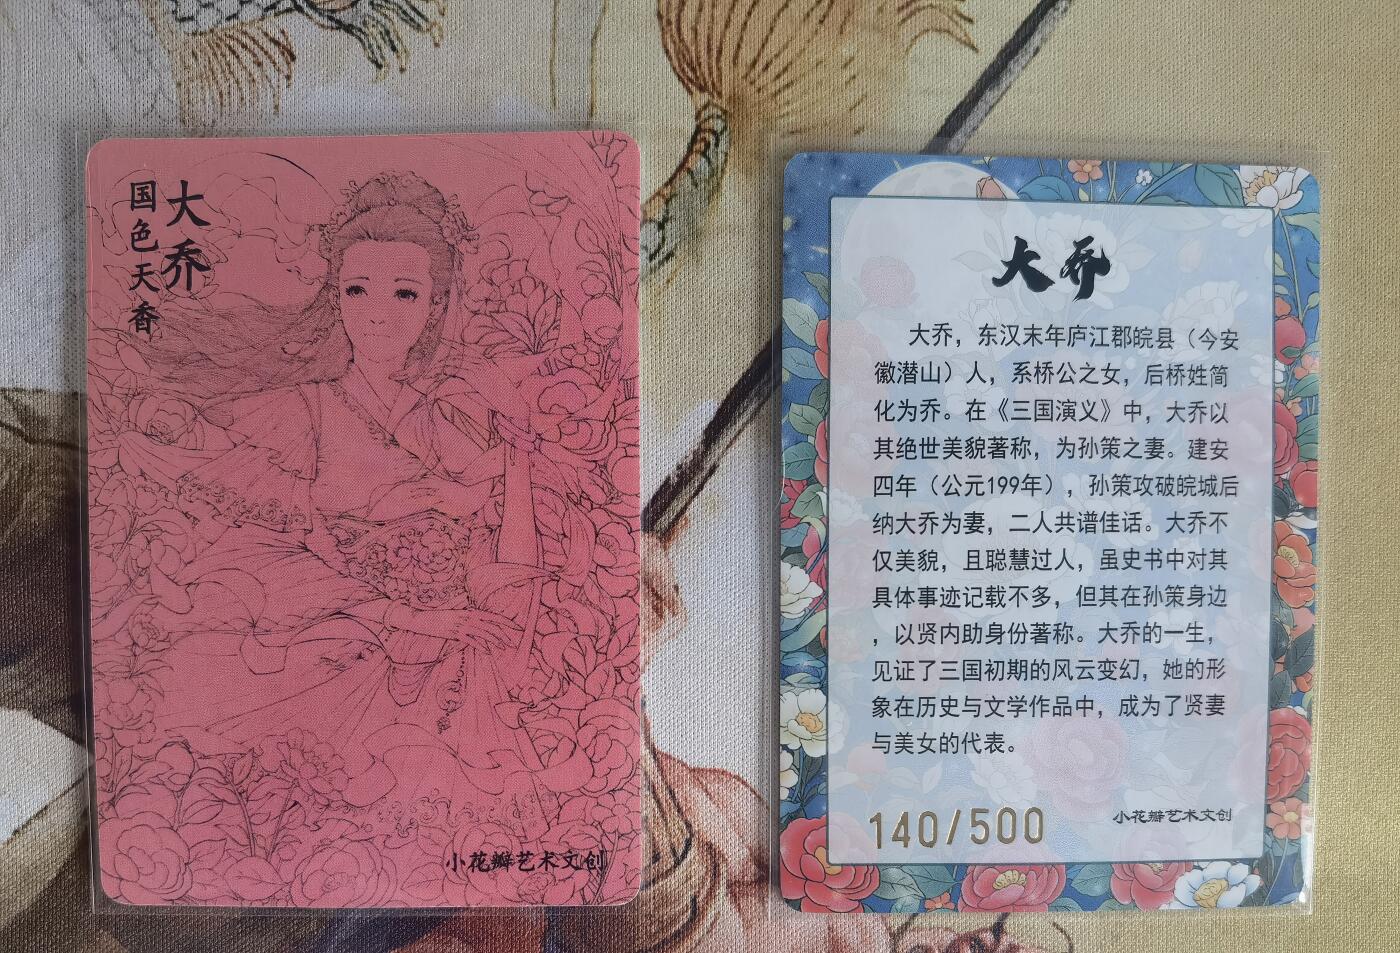 大乔
国色天香
小花瓣艺术文创
大乔
大乔，东汉末年庐江郡皖县（今安
徽潜山）人，系桥公之女，后桥姓简
化为乔。在《三国演义》中，大乔以
其绝世美貌著称，为孙策之妻。建安
四年（公元199年），孙策攻破皖城后
纳大乔为妻，二人共谱佳话。大乔不
仅美貌，且聪慧过人，虽史书中对其
具体事迹记载不多，但其在孙策身边
，以贤内助身份著称。大乔的一生，
见证了三国初期的风云变幻，她的形
象在历史与文学作品中，成为了贤妻
与美女的代表。
140/500
小花瓣艺术文创